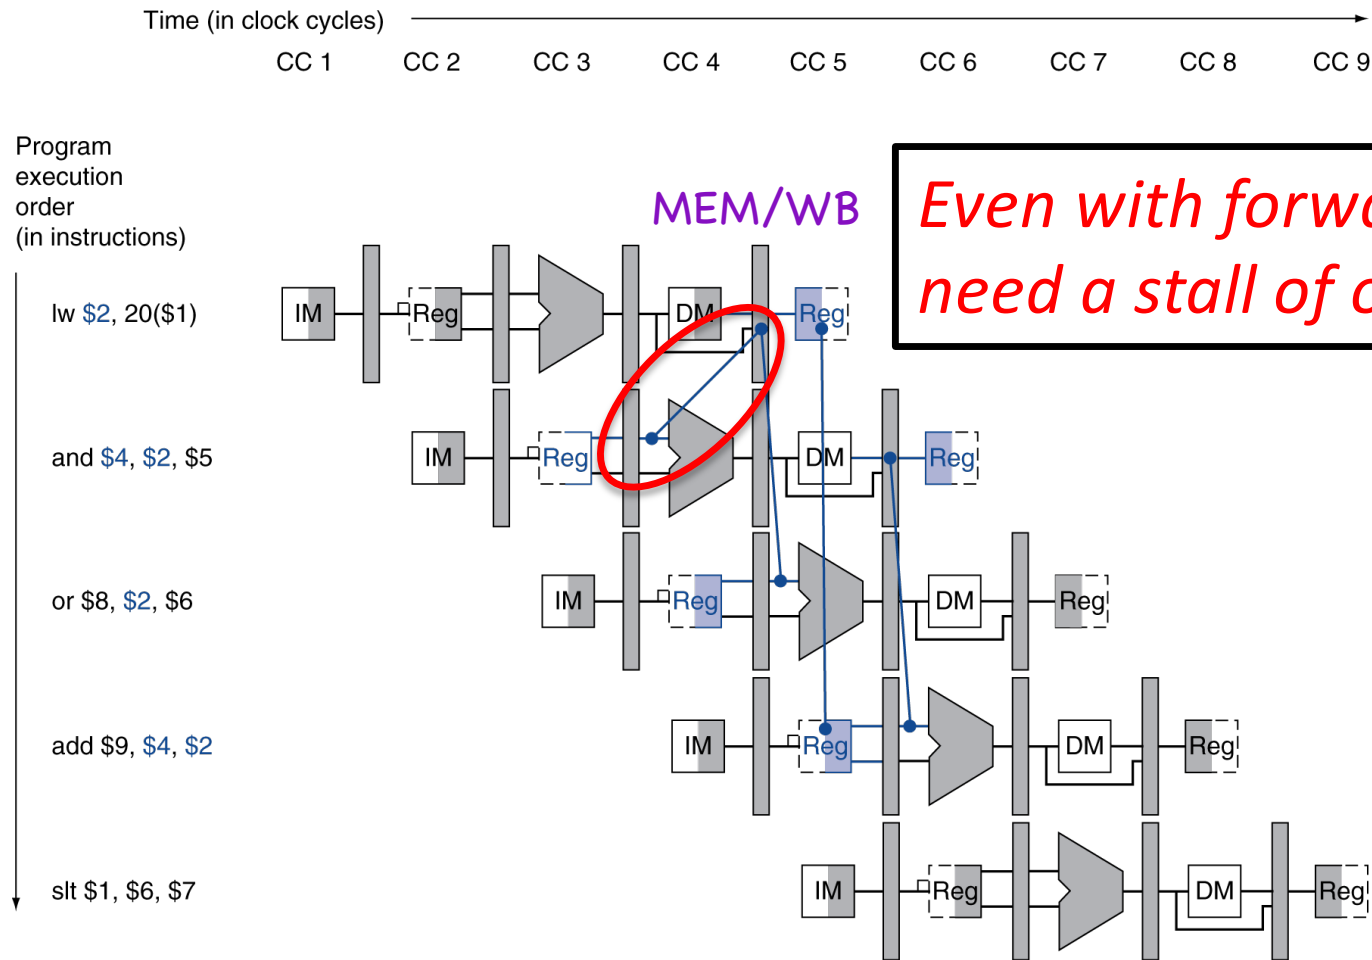 Time (in clock cycles)
CC 1 CC 2 CC 3 CC 4 CC 5 CC 6 CC 7 CC 8 CC 9
Program
execution
order
(in instructions)
MEM/WB
Even with forwa
need a stall of o
lw $2, 20($1) IM Reg DM Reg
and $4, $2, $5 IM Reg DM Reg
or $8, $2, $6 IM Reg DM Reg
add $9, $4, $2 IM Reg DM Reg
slt $1, $6, $7 IM Reg DM Reg